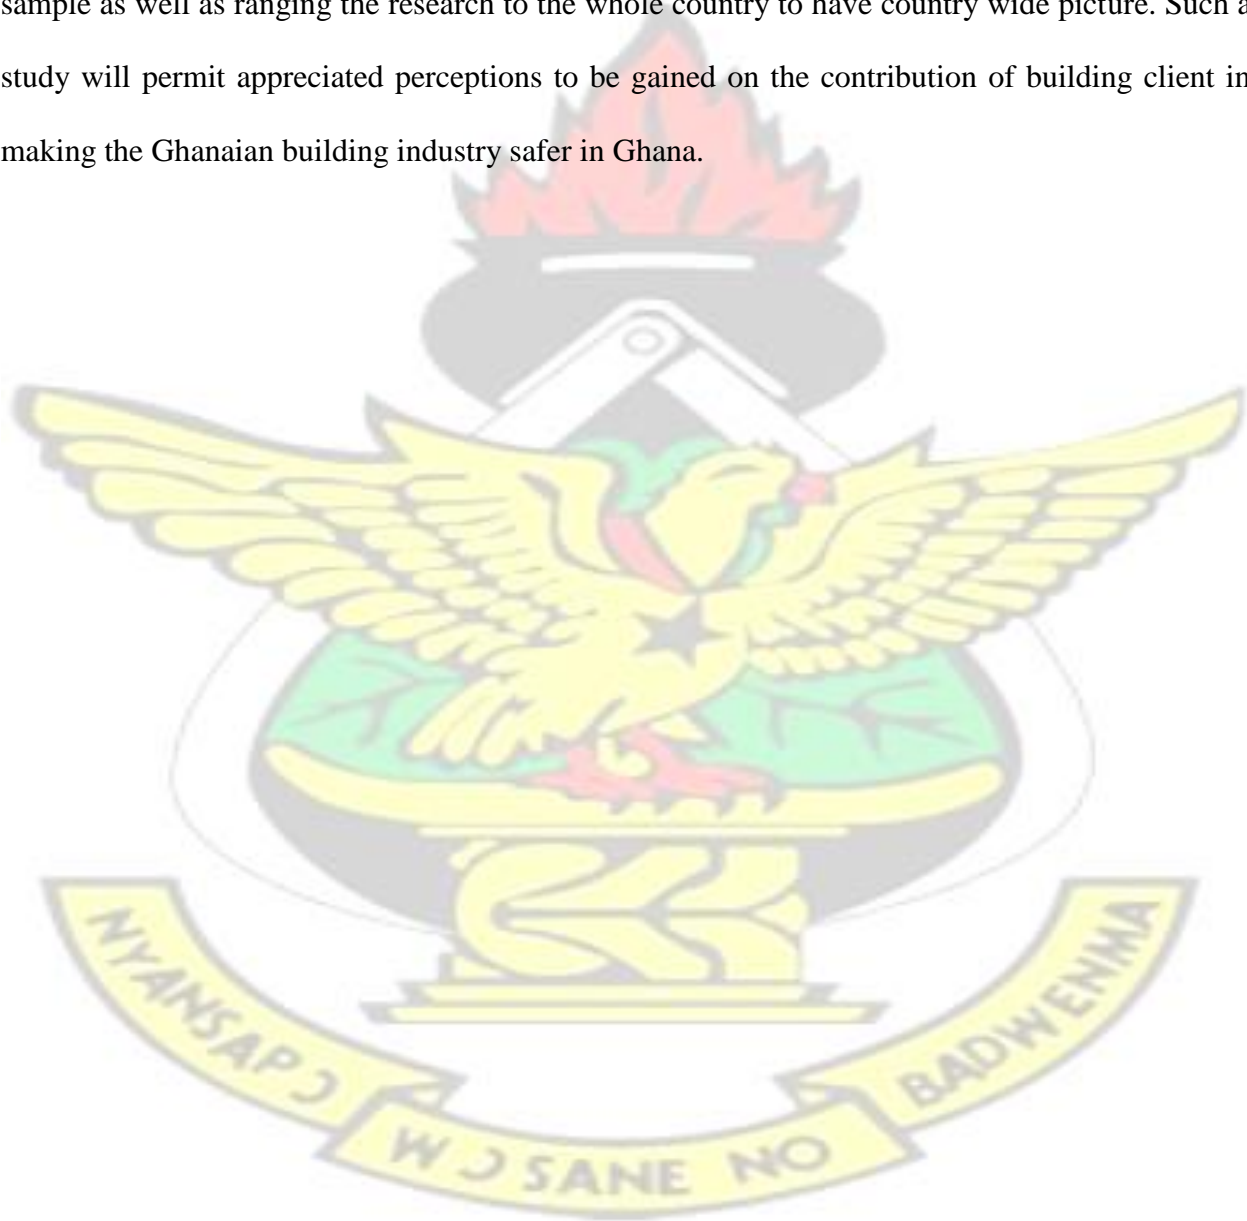 sample as well as ranging the research to the whole country to have country wide picture. Such a
study will permit appreciated perceptions to be gained on the contribution of building client in
making the Ghanaian building industry safer in Ghana.
NYANSAPƆ
WƆ SANE NO
BADWENMA